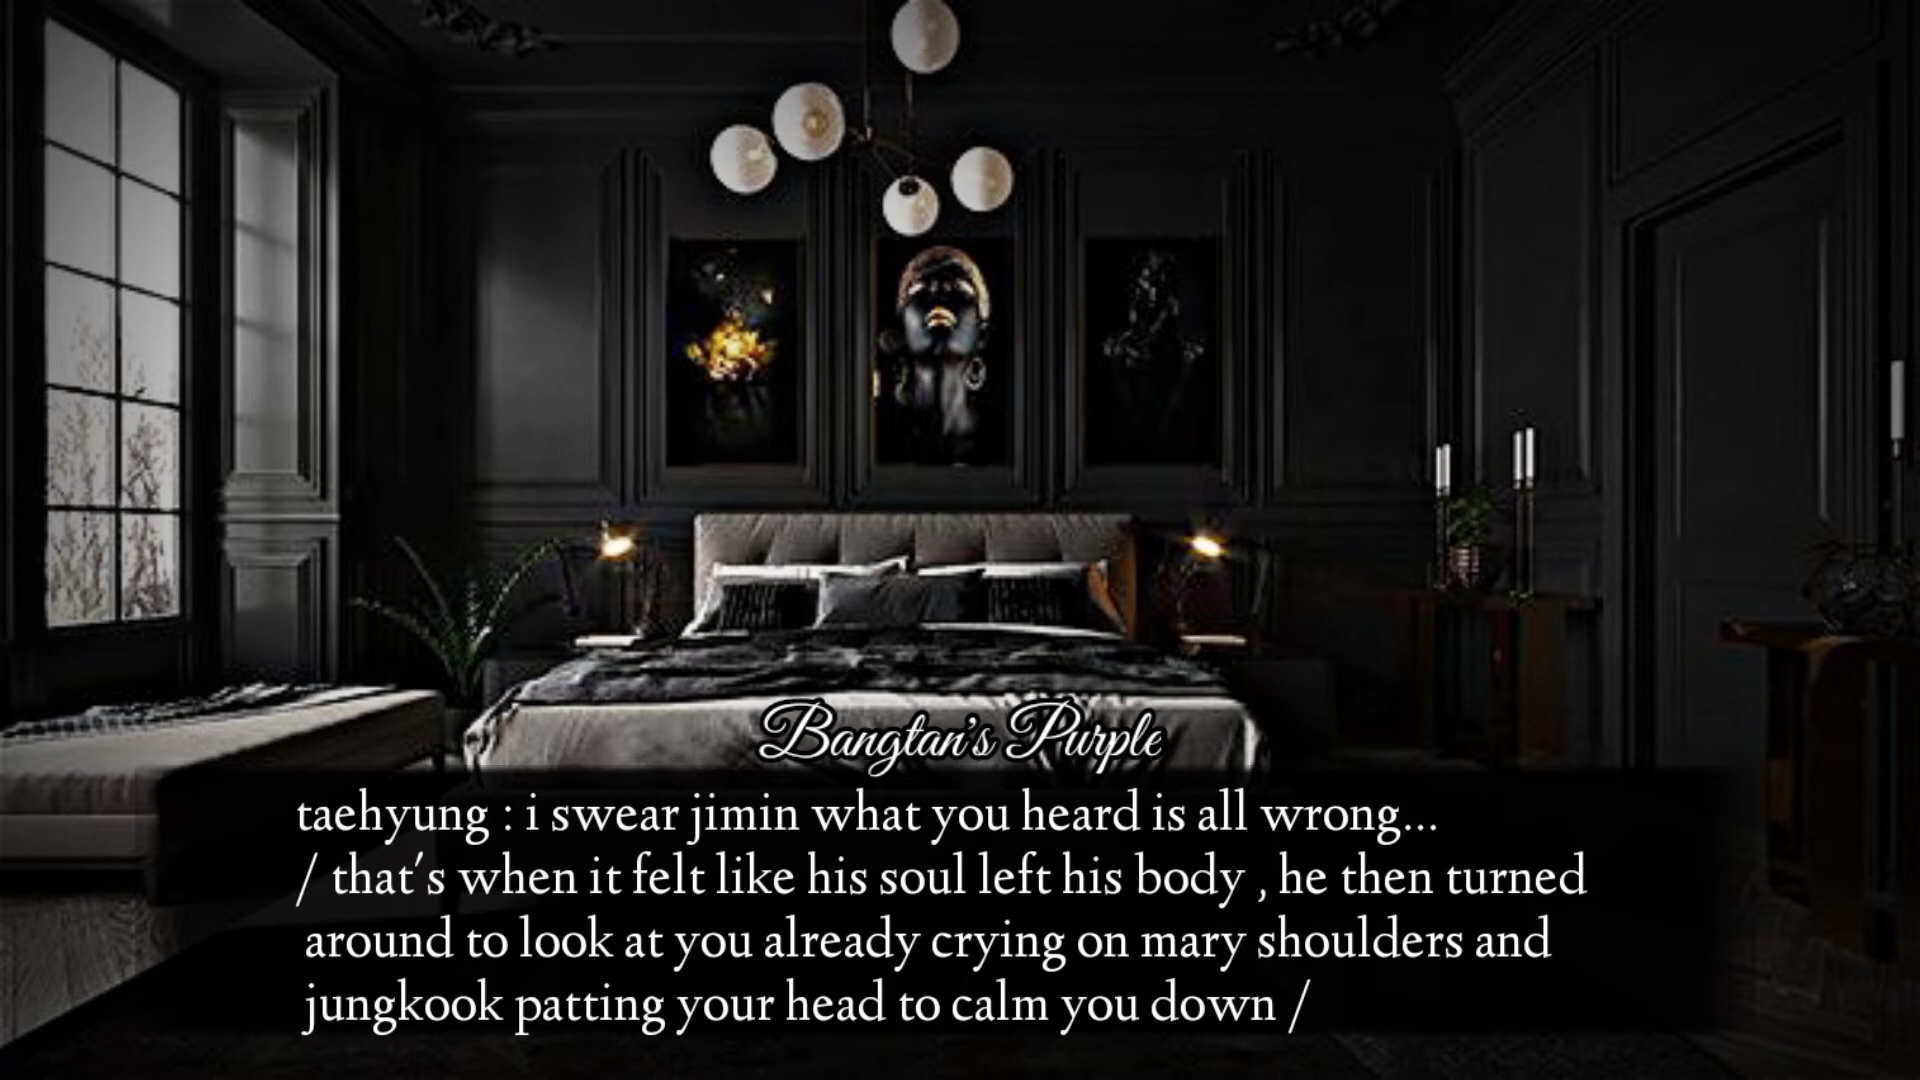 Bangtan's Purple
taehyung : i swear jimin what you heard is all wrong...
/ that's when it felt like his soul left his body , he then turned
around to look at you already crying on mary shoulders and
jungkook patting your head to calm you down /